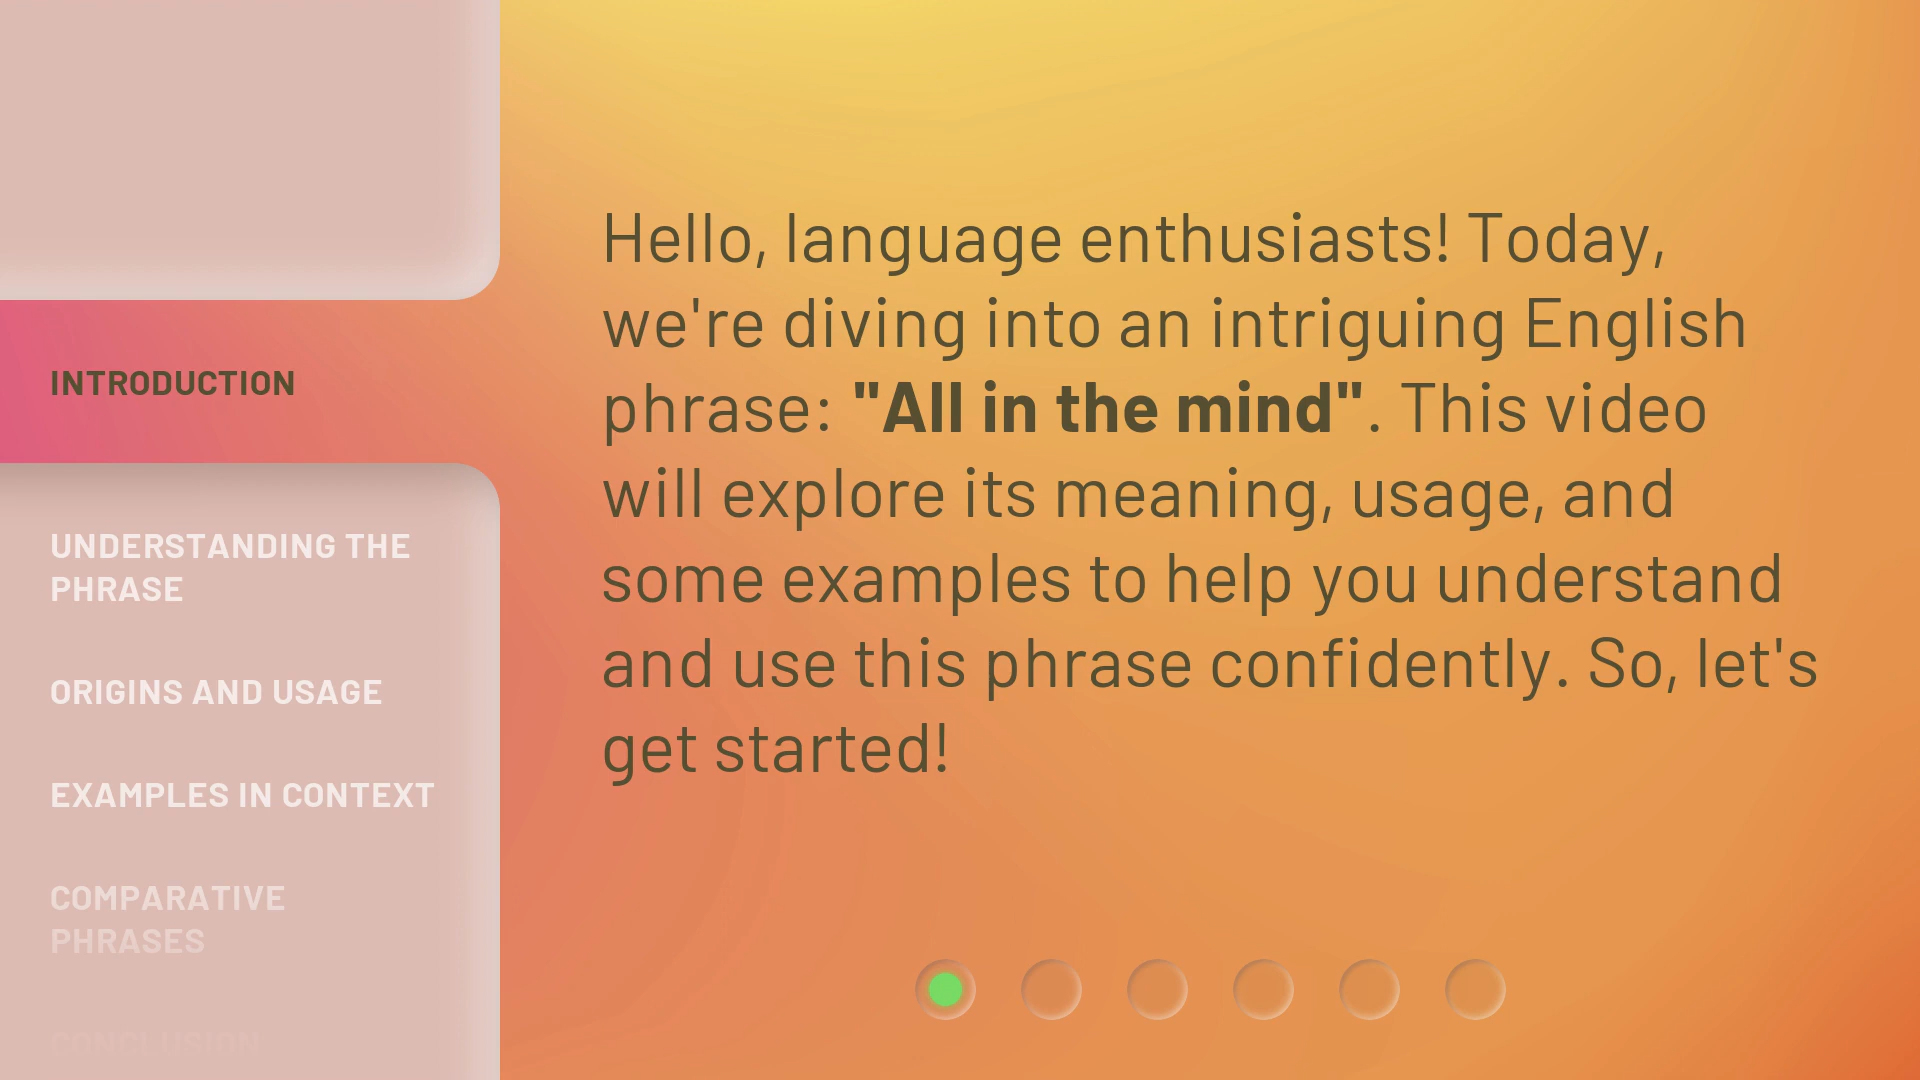 INTRODUCTION
UNDERSTANDING THE
PHRASE
ORIGINS AND USAGE
EXAMPLES IN CONTEXT
COMPARATIVE
PHRASES
CONCLUSION
Hello, language enthusiasts! Today,
we're diving into an intriguing English
phrase: "All in the mind". This video
will explore its meaning, usage, and
some examples to help you understand
and use this phrase confidently. So, let's
get started!